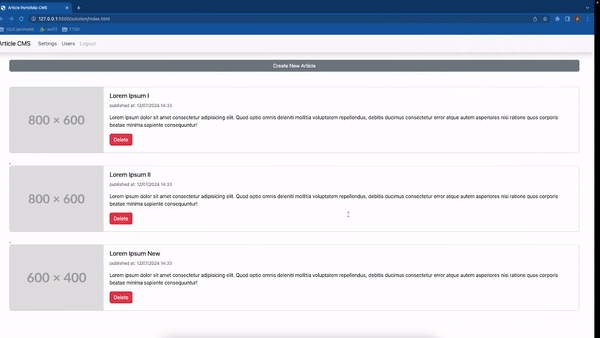 Article Portofolio CMS
127.0.0.1:5500/solution/index.html
Article CMS Settings Users Logout
Create New Article
800 × 600
Lorem Ipsum I
published at: 12/07/2024 14:33
Lorem ipsum dolor sit amet consectetur adipisicing elit. Quod optio omnis deleniti mollitia voluptatem repellendus, debitis ducimus consectetur error atque autem asperiores nisi ratione quos corporis
beatae minima sapiente consequuntur!
Delete
800 × 600
Lorem Ipsum II
published at: 12/07/2024 14:33
Lorem ipsum dolor sit amet consectetur adipisicing elit. Quod optio omnis deleniti mollitia voluptatem repellendus, debitis ducimus consectetur error atque autem asperiores nisi ratione quos corporis
beatae minima sapiente consequuntur!
Delete
600 × 400
Lorem Ipsum New
published at: 12/07/2024 14:33
Lorem ipsum dolor sit amet consectetur adipisicing elit. Quod optio omnis deleniti mollitia voluptatem repellendus, debitis ducimus consectetur error atque autem asperiores nisi ratione quos corporis
beatae minima sapiente consequuntur!
Delete